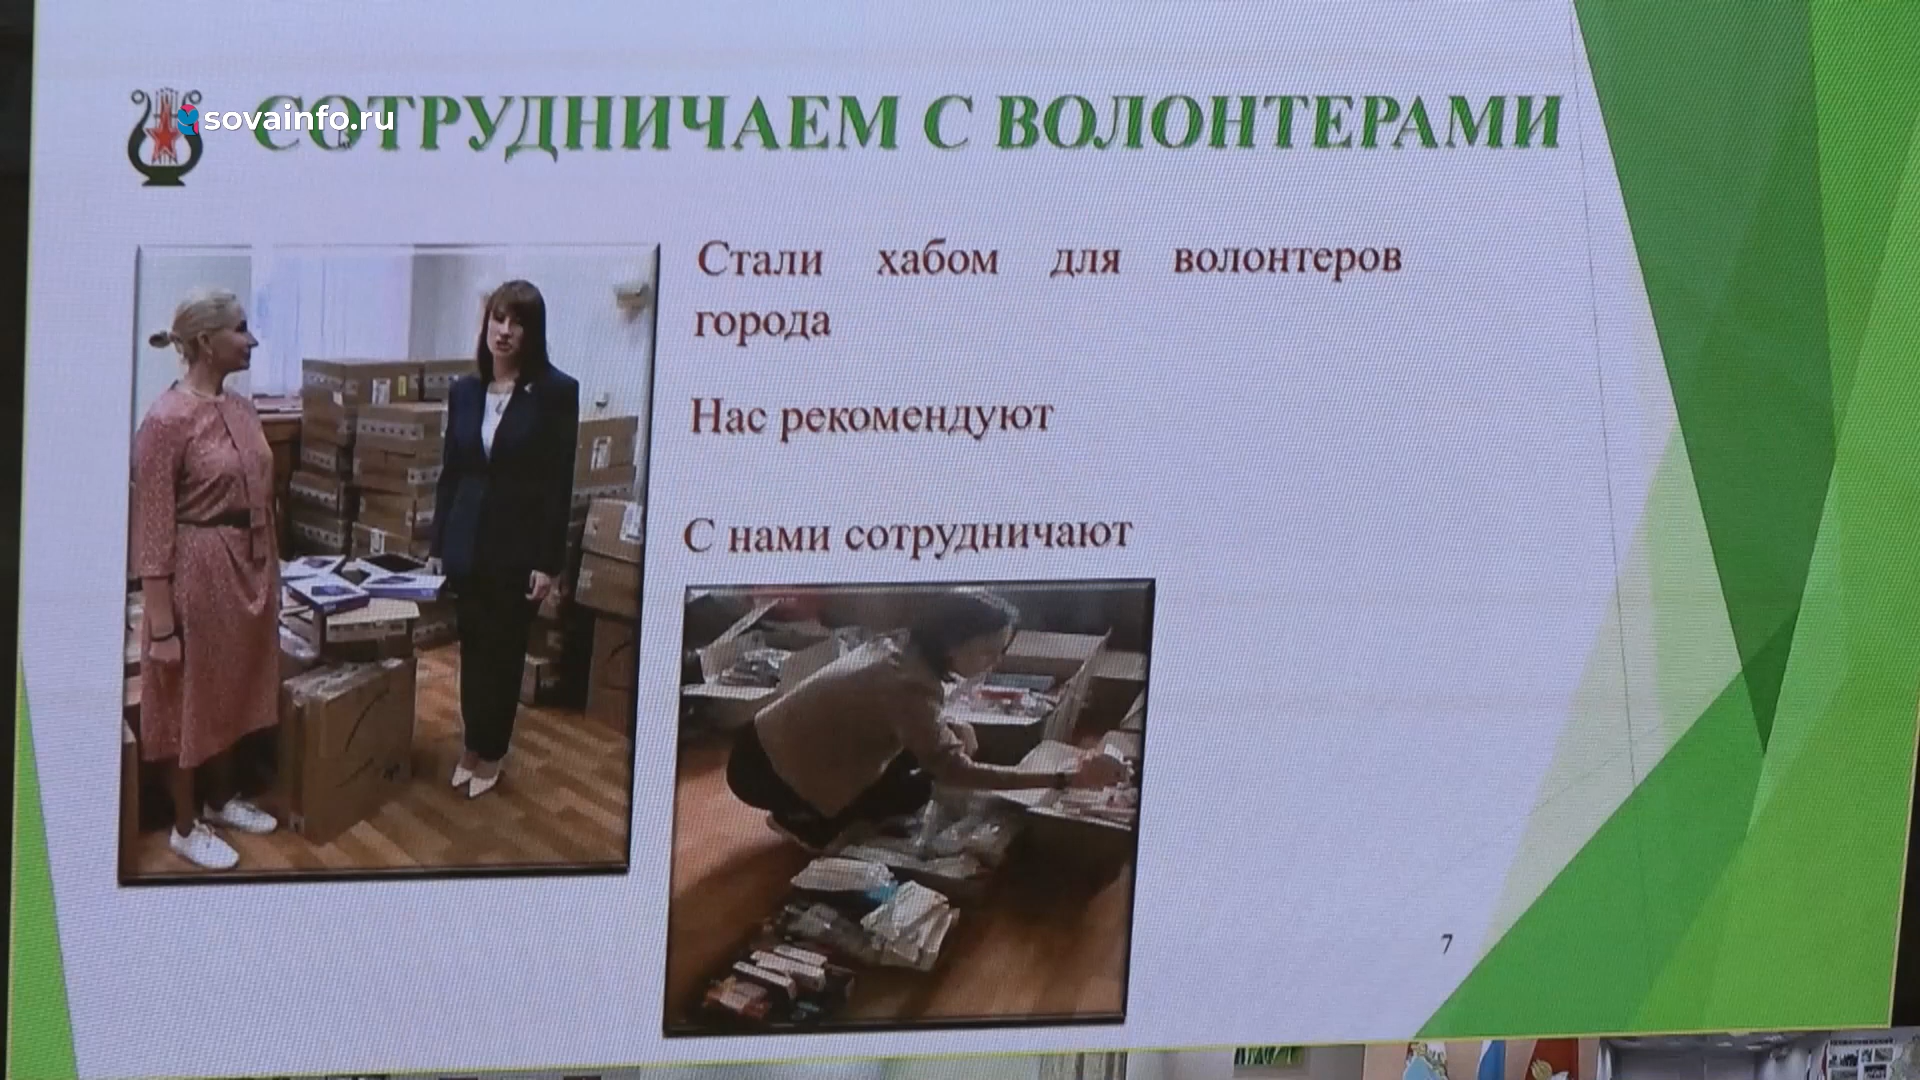 sovainfo.ru
СОТРУДНИЧАЕМ С ВОЛОНТЕРАМИ
Стали хабом для волонтеров
города
Нас рекомендуют
С нами сотрудничают
7